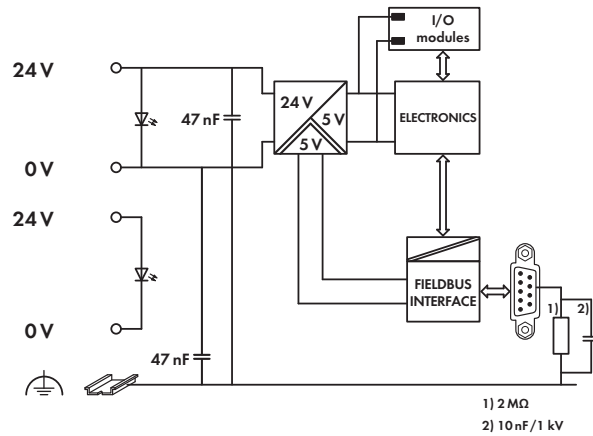 I/O
modules
24 V
47 nF
24 V
5 V
5 V
ELECTRONICS
0 V
24 V
FIELDBUS
INTERFACE
1)
2)
0 V
47 nF
1) 2 MΩ
2) 10 nF/1 kV